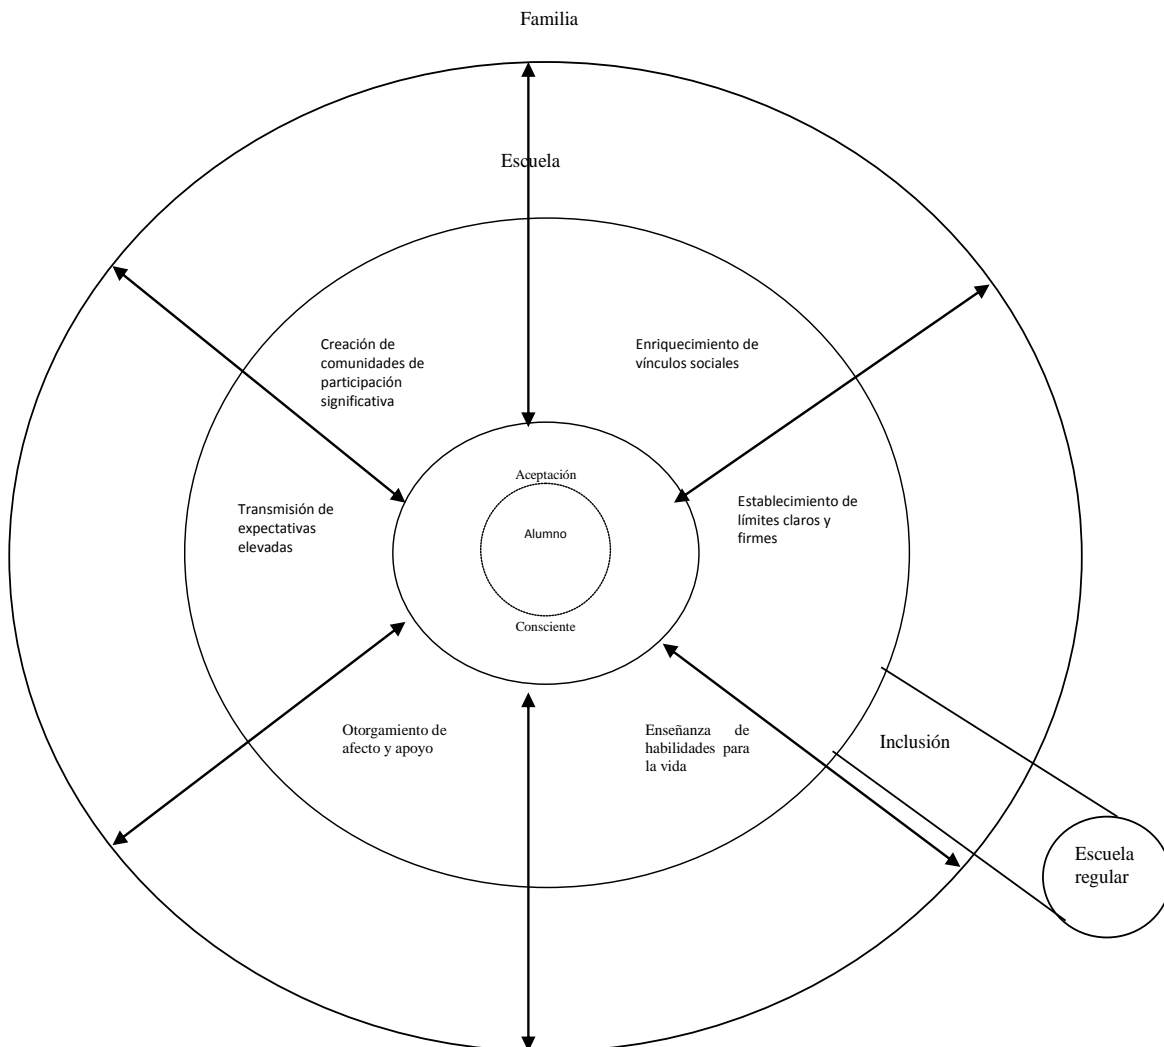 Familia
Escuela
Creación de
comunidades de
participación
significativa
Enriquecimiento de
vínculos sociales
Aceptación
Alumno
Consciente
Transmisión de
expectativas
elevadas
Establecimiento de
límites claros y
firmes
Otorgamiento de
afecto y apoyo
Enseñanza de
habilidades para
la vida
Inclusión
Escuela
regular